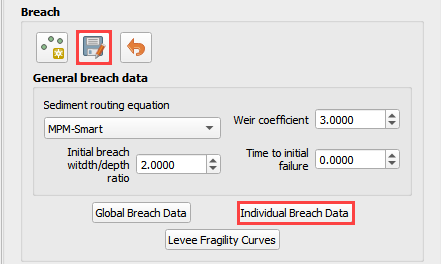 Breach
General breach data
Sediment routing equation
MPM-Smart
Weir coefficient 3.0000
Initial breach
witdth/depth
ratio
2.0000
Time to initial
failure
0.0000
Global Breach Data
Individual Breach Data
Levee Fragility Curves